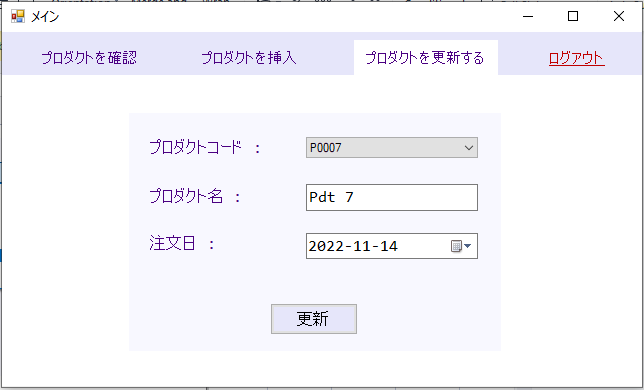 メイン
プロダクトを確認 プロダクトを挿入 プロダクトを更新する ログアウト
プロダクトコード : P0007
プロダクト名 : Pdt 7
注文日 : 2022-11-14
更新